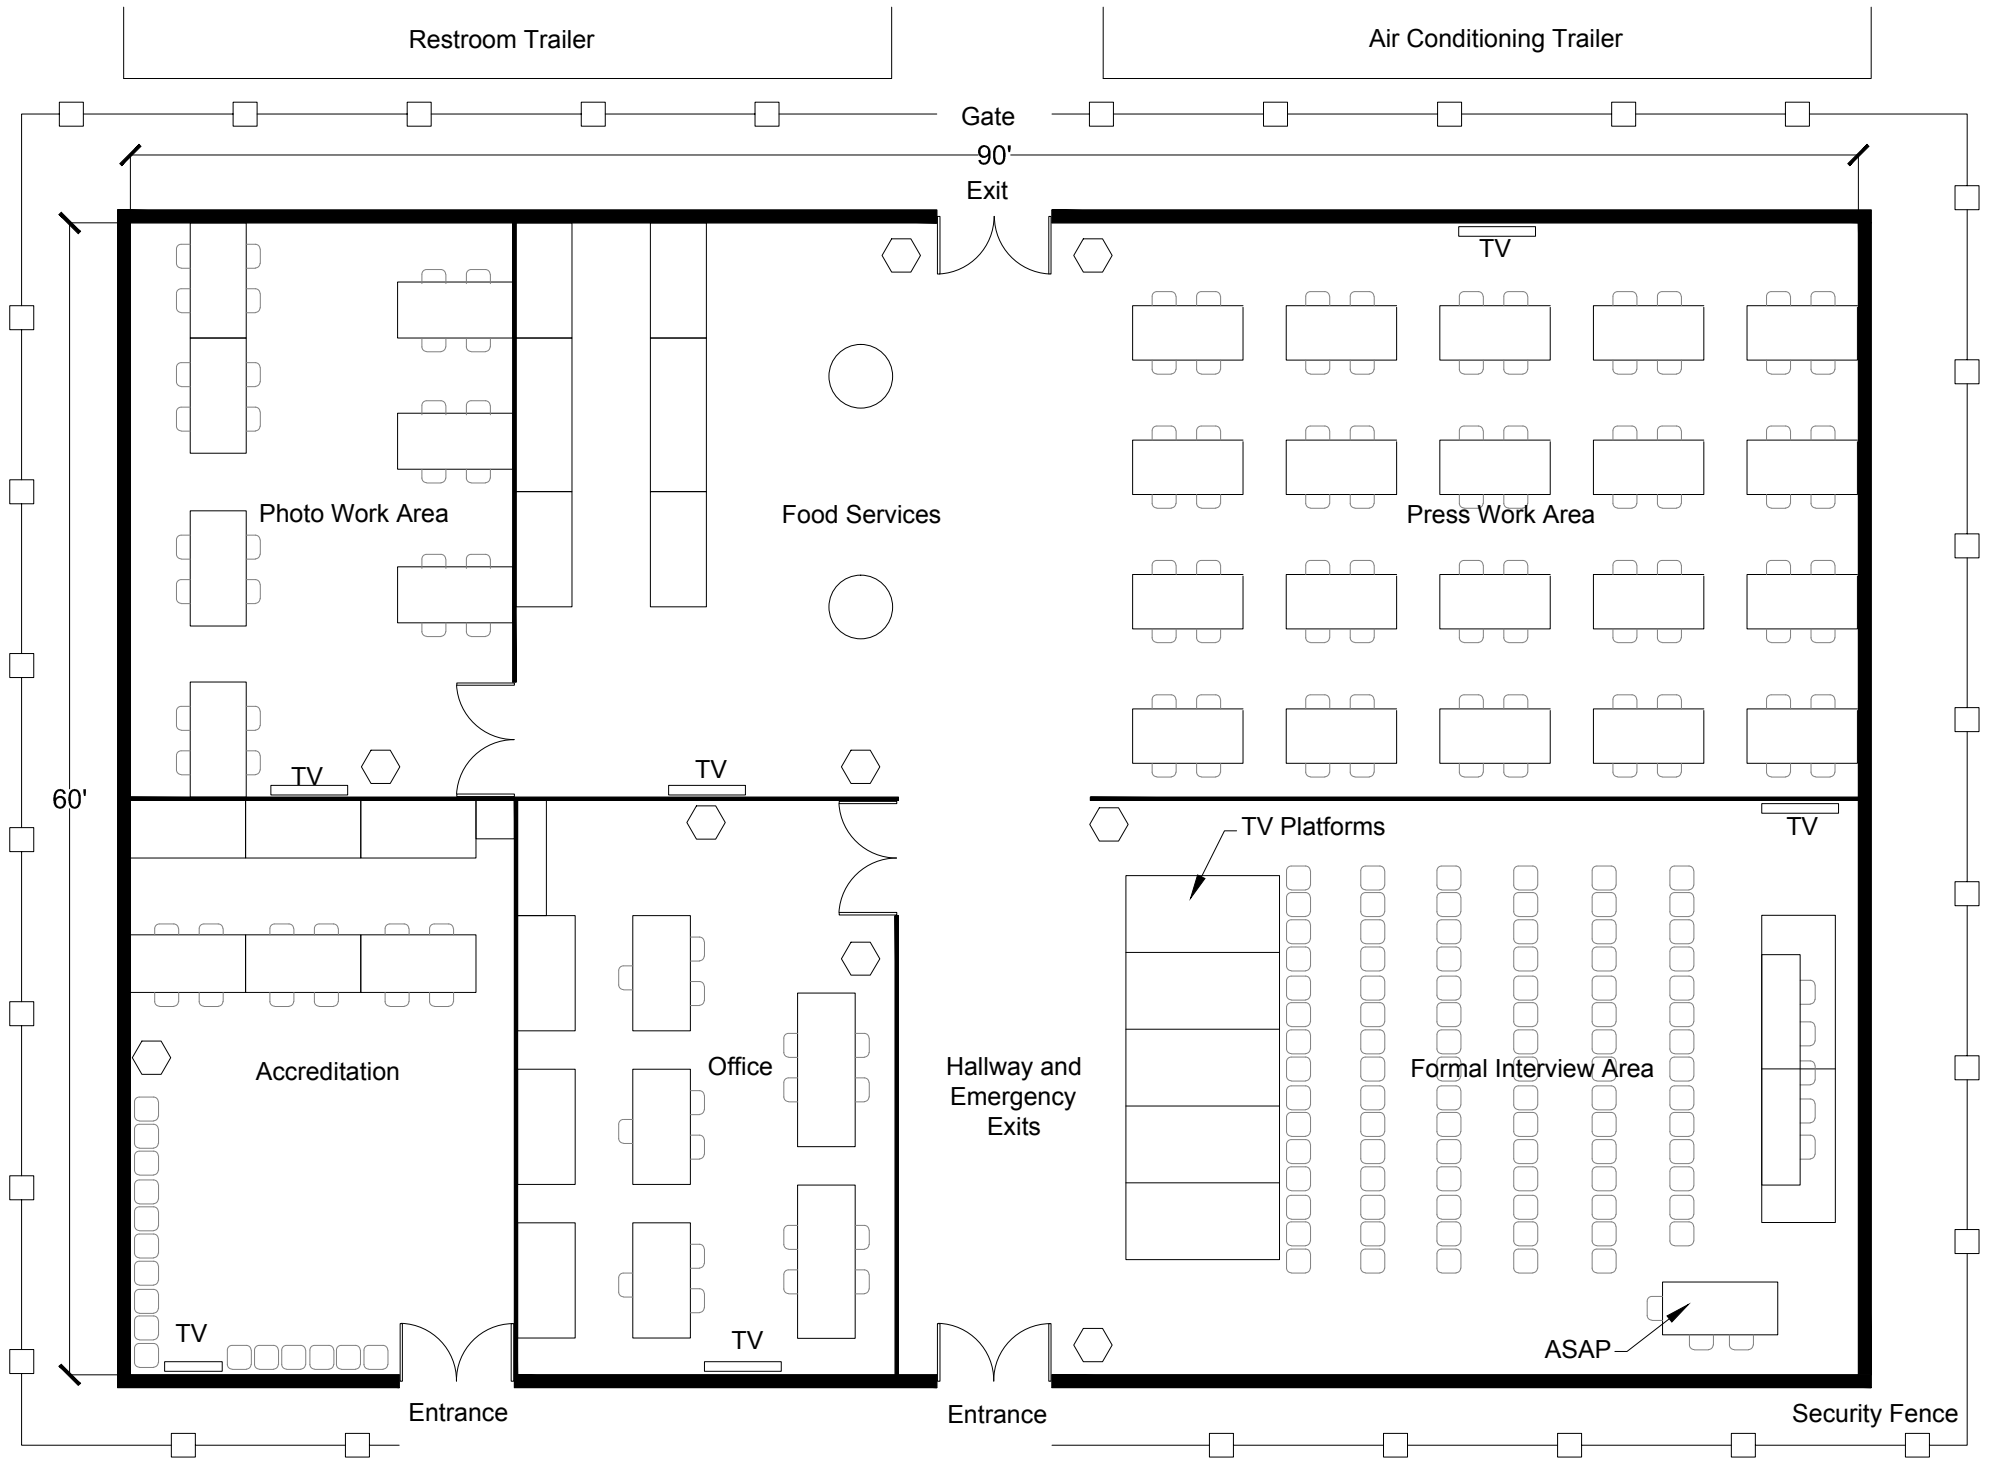 Restroom Trailer
Air Conditioning Trailer
Gate
90'
Exit
TV
Photo Work Area
Food Services
Press Work Area
TV
TV
60'
TV Platforms
TV
Accreditation
Office
Hallway and
Emergency
Exits
Formal Interview Area
TV
TV
ASAP
Entrance
Entrance
Security Fence